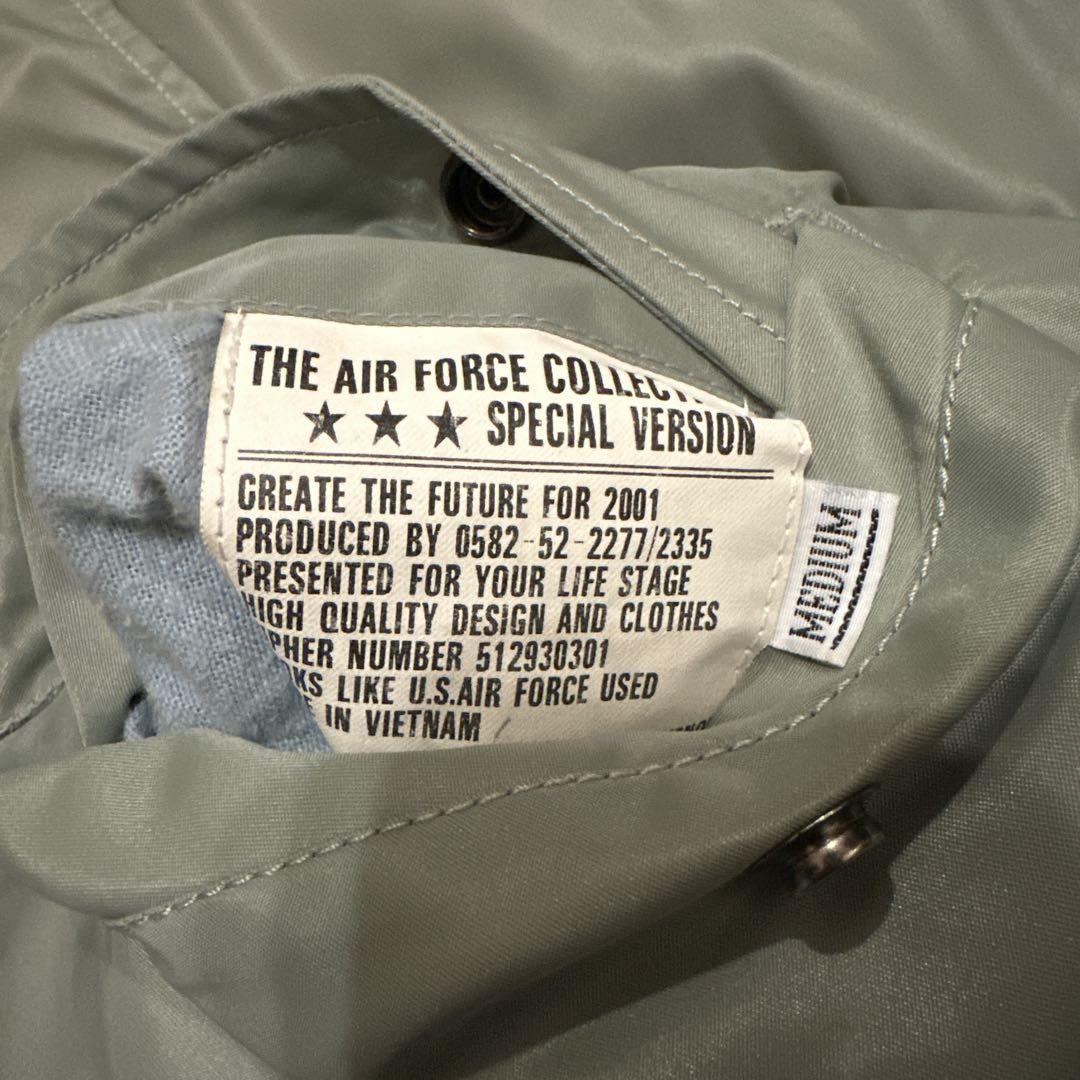 THE AIR FORCE COLLECT
★ ★ ★ SPECIAL VERSION
CREATE THE FUTURE FOR 2001
PRODUCED BY 0582-52-2277/2335
PRESENTED FOR YOUR LIFE STAGE
HIGH QUALITY DESIGN AND CLOTHES
PHER NUMBER 512930301
KS LIKE U.S.AIR FORCE USED
IN VIETNAM
MEDIUM